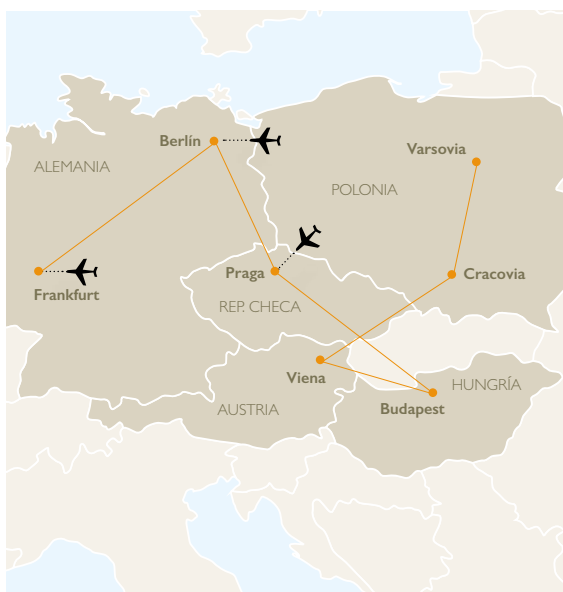 Berlín
Varsovia
ALEMANIA
POLONIA
Praga
Cracovia
Frankfurt
REP. CHECA
Viena
HUNGRÍA
AUSTRIA
Budapest